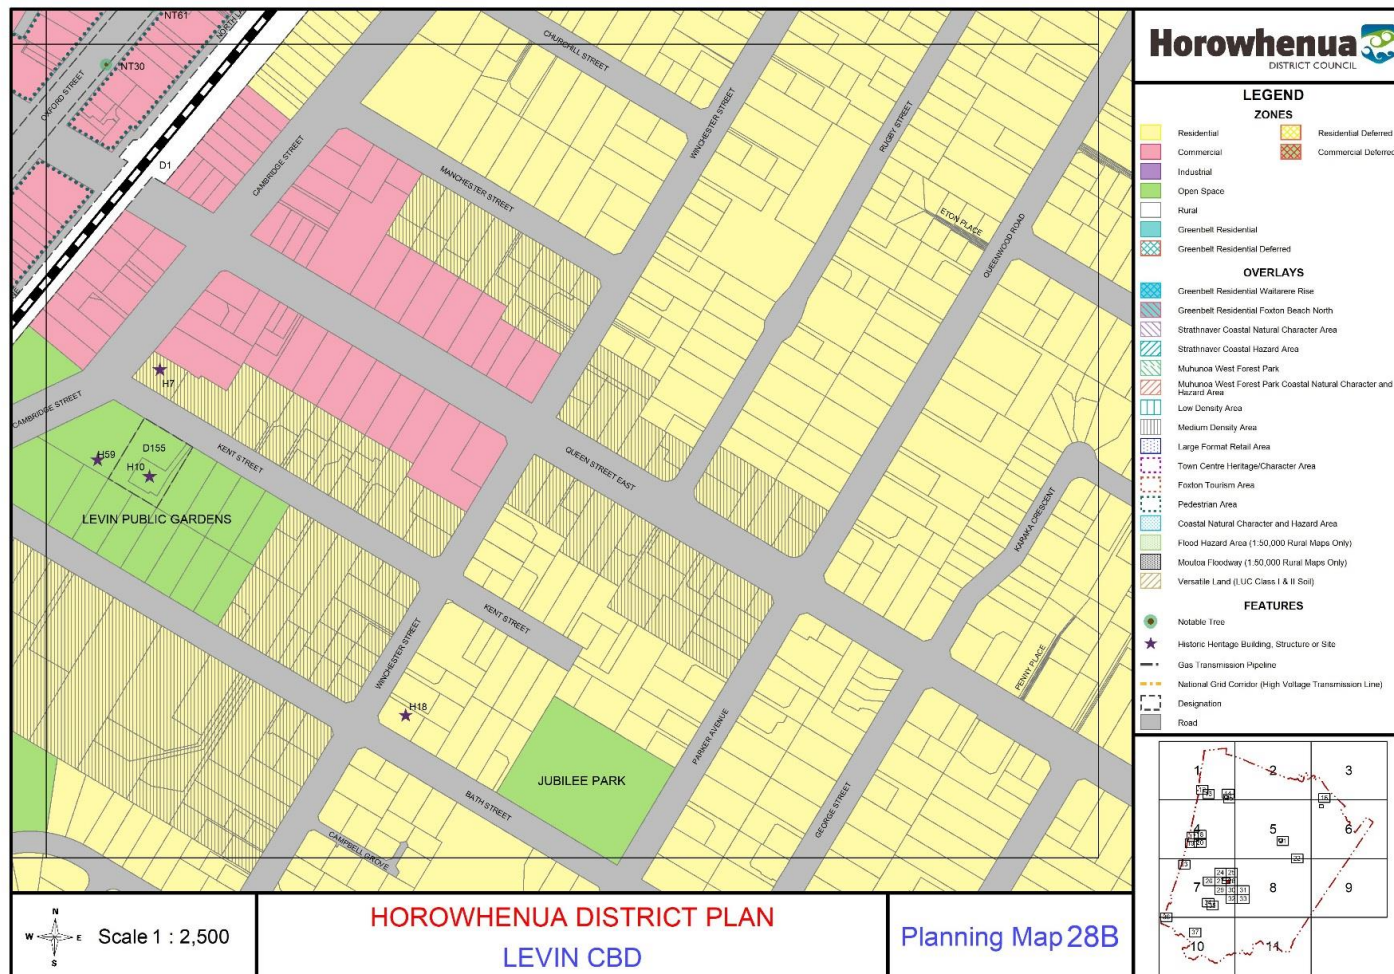 NT61
NORTH LA
NT30
OXFORD STREET
D1
CHURCHILL STREET
CAMBRIDGE STREET
MANCHESTER STREET
WINCHESTER STREET
RUGBY STREET
ETON PLACE
QUEENWOOD ROAD
H7
CAMBRIDGE STREET
KENT STREET
D155
H59
H10
LEVIN PUBLIC GARDENS
QUEEN STREET EAST
KARAKA CRESCENT
KENT STREET
WINCHESTER STREET
PENNY PLACE
H18
PARKER AVENUE
JUBILEE PARK
BATH STREET
GEORGE STREET
CAMPBELL GROVE
Horowhenua
DISTRICT COUNCIL
LEGEND
ZONES
Residential
Residential Deferred
Commercial
Commercial Deferred
Industrial
Open Space
Rural
Greenbelt Residential
Greenbelt Residential Deferred
OVERLAYS
Greenbelt Residential Waitarere Rise
Greenbelt Residential Foxton Beach North
Strathnaver Coastal Natural Character Area
Strathnaver Coastal Hazard Area
Muhunoa West Forest Park
Muhunoa West Forest Park Coastal Natural Character and
Hazard Area
Low Density Area
Medium Density Area
Large Format Retail Area
Town Centre Heritage/Character Area
Foxton Tourism Area
Pedestrian Area
Coastal Natural Character and Hazard Area
Flood Hazard Area (1:50,000 Rural Maps Only)
Moutoa Floodway (1:50,000 Rural Maps Only)
Versatile Land (LUC Class I & II Soil)
FEATURES
Notable Tree
Historic Heritage Building, Structure or Site
Gas Transmission Pipeline
National Grid Corridor (High Voltage Transmission Line)
Designation
Road
1 2 3
4 5 6
7 8 9
10 11
N
W E
S
Scale 1 : 2,500
HOROWHENUA DISTRICT PLAN
LEVIN CBD
Planning Map 28B